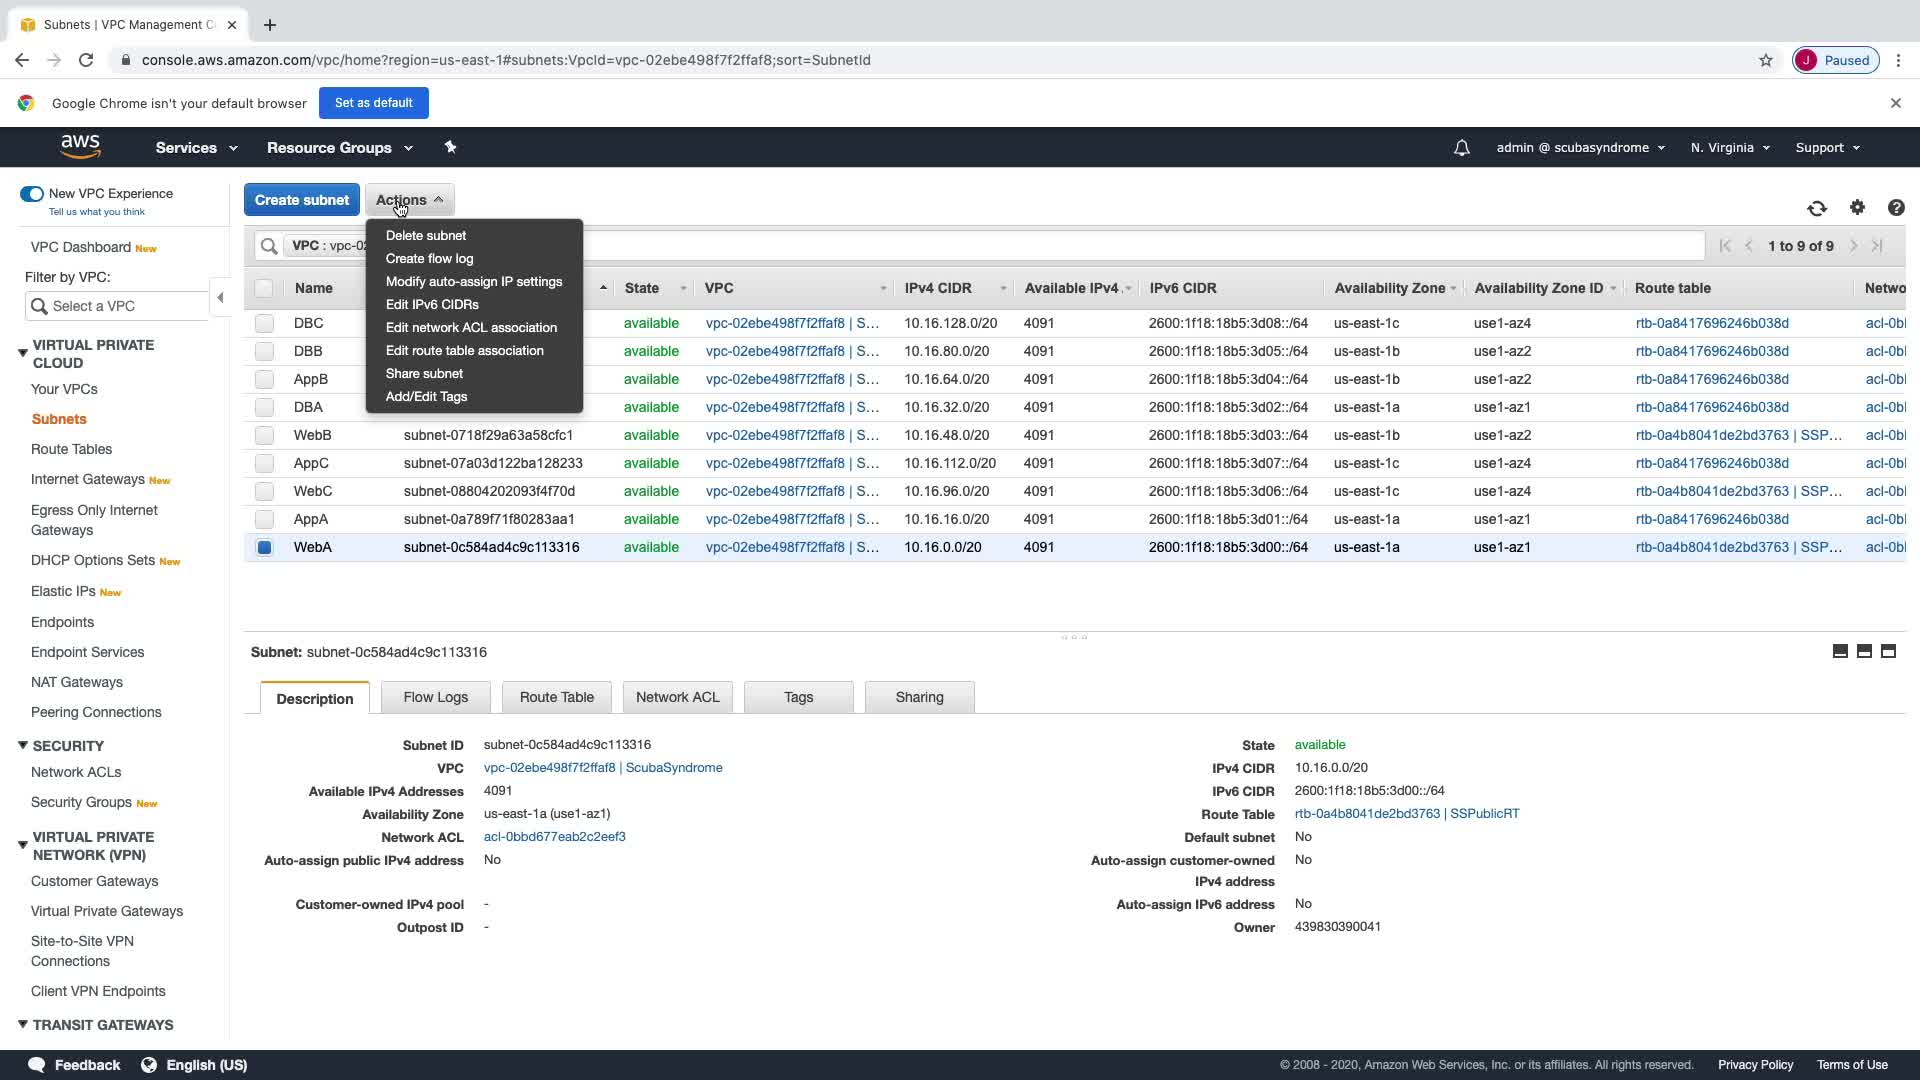 Subnets | VPC Management C
console.aws.amazon.com/vpc/home?region=us-east-1#subnets:VpcId=vpc-02ebe498f7f2ffaf8;sort=SubnetId
J Paused
Google Chrome isn't your default browser Set as default
aws Services Resource Groups admin @ scubasyndrome N. Virginia Support
New VPC Experience
Tell us what you think
VPC Dashboard New
Filter by VPC:
Select a VPC
VIRTUAL PRIVATE
CLOUD
Your VPCs
Subnets
Route Tables
Internet Gateways New
Egress Only Internet
Gateways
DHCP Options Sets New
Elastic IPs New
Endpoints
Endpoint Services
NAT Gateways
Peering Connections
SECURITY
Network ACLs
Security Groups New
VIRTUAL PRIVATE
NETWORK (VPN)
Customer Gateways
Virtual Private Gateways
Site-to-Site VPN
Connections
Client VPN Endpoints
TRANSIT GATEWAYS
Create subnet Actions
VPC : vpc-02 1 to 9 of 9
Delete subnet
Create flow log
Modify auto-assign IP settings
Edit IPv6 CIDRs
Edit network ACL association
Edit route table association
Share subnet
Add/Edit Tags
Name State VPC IPv4 CIDR Available IPv4 IPv6 CIDR Availability Zone Availability Zone ID Route table Netwo
DBC available vpc-02ebe498f7f2ffaf8 | S... 10.16.128.0/20 4091 2600:1f18:18b5:3d08::/64 us-east-1c use1-az4 rtb-0a8417696246b038d acl-0bl
DBB available vpc-02ebe498f7f2ffaf8 | S... 10.16.80.0/20 4091 2600:1f18:18b5:3d05::/64 us-east-1b use1-az2 rtb-0a8417696246b038d acl-0bl
AppB available vpc-02ebe498f7f2ffaf8 | S... 10.16.64.0/20 4091 2600:1f18:18b5:3d04::/64 us-east-1b use1-az2 rtb-0a8417696246b038d acl-0bl
DBA available vpc-02ebe498f7f2ffaf8 | S... 10.16.32.0/20 4091 2600:1f18:18b5:3d02::/64 us-east-1a use1-az1 rtb-0a8417696246b038d acl-0bl
WebB subnet-0718f29a63a58cfc1 available vpc-02ebe498f7f2ffaf8 | S... 10.16.48.0/20 4091 2600:1f18:18b5:3d03::/64 us-east-1b use1-az2 rtb-0a4b8041de2bd3763 | SSP... acl-0bl
AppC subnet-07a03d122ba128233 available vpc-02ebe498f7f2ffaf8 | S... 10.16.112.0/20 4091 2600:1f18:18b5:3d07::/64 us-east-1c use1-az4 rtb-0a8417696246b038d acl-0bl
WebC subnet-08804202093f4f70d available vpc-02ebe498f7f2ffaf8 | S... 10.16.96.0/20 4091 2600:1f18:18b5:3d06::/64 us-east-1c use1-az4 rtb-0a4b8041de2bd3763 | SSP... acl-0bl
AppA subnet-0a789f71f80283aa1 available vpc-02ebe498f7f2ffaf8 | S... 10.16.16.0/20 4091 2600:1f18:18b5:3d01::/64 us-east-1a use1-az1 rtb-0a8417696246b038d acl-0bl
WebA subnet-0c584ad4c9c113316 available vpc-02ebe498f7f2ffaf8 | S... 10.16.0.0/20 4091 2600:1f18:18b5:3d00::/64 us-east-1a use1-az1 rtb-0a4b8041de2bd3763 | SSP... acl-0bl
Subnet: subnet-0c584ad4c9c113316
Description Flow Logs Route Table Network ACL Tags Sharing
Subnet ID subnet-0c584ad4c9c113316 State available
VPC vpc-02ebe498f7f2ffaf8 | ScubaSyndrome IPv4 CIDR 10.16.0.0/20
Available IPv4 Addresses 4091 IPv6 CIDR 2600:1f18:18b5:3d00::/64
Availability Zone us-east-1a (use1-az1) Route Table rtb-0a4b8041de2bd3763 | SSPublicRT
Network ACL acl-0bbd677eab2c2eef3 Default subnet No
Auto-assign public IPv4 address No Auto-assign customer-owned No
IPv4 address
Customer-owned IPv4 pool - Auto-assign IPv6 address No
Outpost ID - Owner 439830390041
Feedback English (US) © 2008 - 2020, Amazon Web Services, Inc. or its affiliates. All rights reserved. Privacy Policy Terms of Use